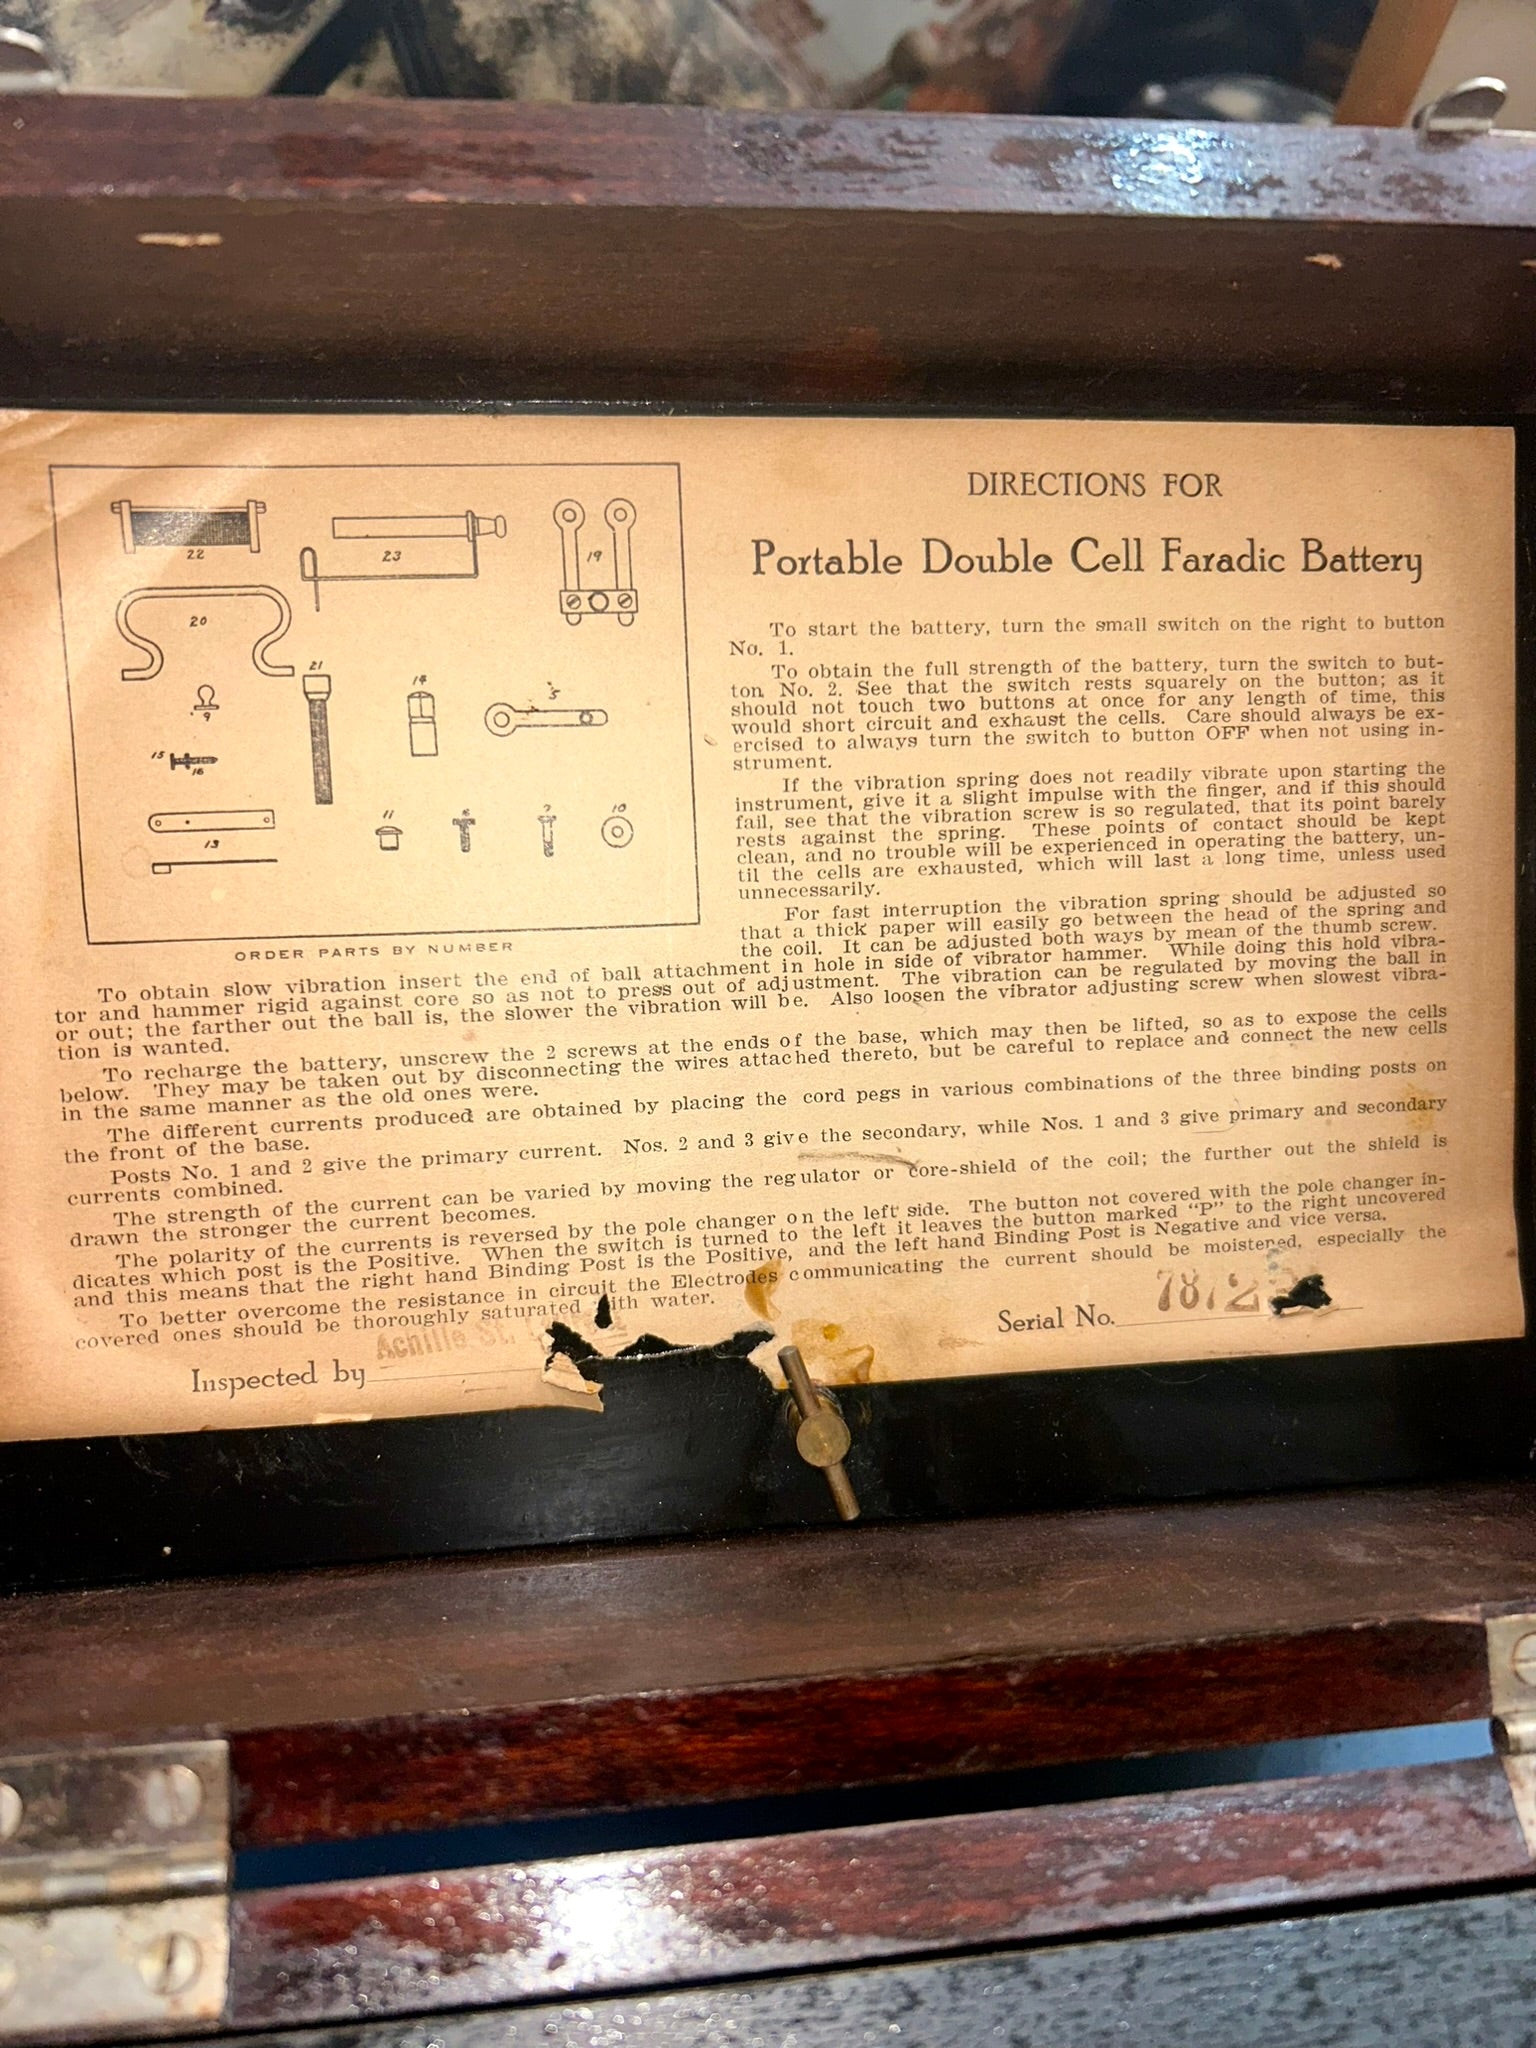 22
23
19
20
21
14
9
15
16
13
11
10
ORDER PARTS BY NUMBER
DIRECTIONS FOR
Portable Double Cell Faradic Battery
To start the battery, turn the small switch on the right to button
No. 1.
To obtain the full strength of the battery, turn the switch to but-
ton No. 2. See that the switch rests squarely on the button; as it
should not touch two buttons at once for any length of time, this
would short circuit and exhaust the cells. Care should always be ex-
ercised to always turn the switch to button OFF when not using in-
strument.
If the vibration spring does not readily vibrate upon starting the
instrument, give it a slight impulse with the finger, and if this should
fail, see that the vibration screw is so regulated, that its point barely
rests against the spring. These points of contact should be kept
clean, and no trouble will be experienced in operating the battery, un-
til the cells are exhausted, which will last a long time, unless used
unnecessarily.
For fast interruption the vibration spring should be adjusted so
that a thick paper will easily go between the head of the spring and
the coil. It can be adjusted both ways by mean of the thumb screw.
To obtain slow vibration insert the end of ball attachment in hole in side of vibrator hammer. While doing this hold vibra-
tor and hammer rigid against core so as not to press out of adjustment. The vibration can be regulated by moving the ball in
or out; the farther out the ball is, the slower the vibration will be. Also loosen the vibrator adjusting screw when slowest vibra-
tion is wanted.
To recharge the battery, unscrew the 2 screws at the ends of the base, which may then be lifted, so as to expose the cells
below. They may be taken out by disconnecting the wires attached thereto, but be careful to replace and connect the new cells
in the same manner as the old ones were.
The different currents produced are obtained by placing the cord pegs in various combinations of the three binding posts on
the front of the base.
Posts No. 1 and 2 give the primary current. Nos. 2 and 3 give the secondary, while Nos. 1 and 3 give primary and secondary
currents combined.
The strength of the current can be varied by moving the regulator or core-shield of the coil; the further out the shield is
drawn the stronger the current becomes.
The polarity of the currents is reversed by the pole changer on the left side. The button not covered with the pole changer in-
dicates which post is the Positive. When the switch is turned to the left it leaves the button marked "P" to the right uncovered
and this means that the right hand Binding Post is the Positive, and the left hand Binding Post is Negative and vice versa.
To better overcome the resistance in circuit the Electrodes communicating the current should be moistened, especially the
covered ones should be thoroughly saturated with water.
Inspected by Achille St.
Serial No.